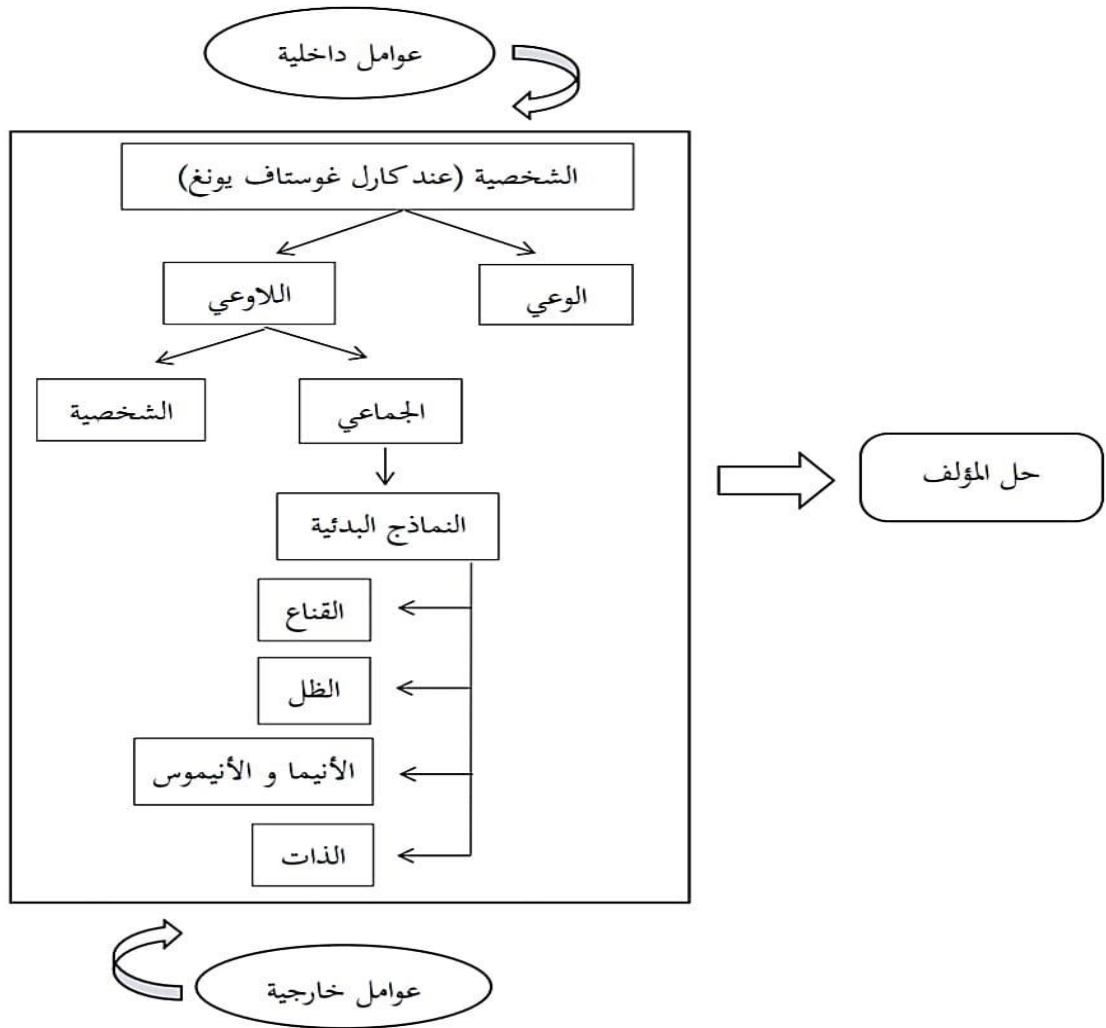 عوامل داخلية
الشخصية (عند كارل غوستاف يونغ)
الوعي
اللاوعي
الجماعي
الشخصية
النماذج البدئية
القناع
الظل
الأنيما و الأنيموس
الذات
حل المؤلف
عوامل خارجية